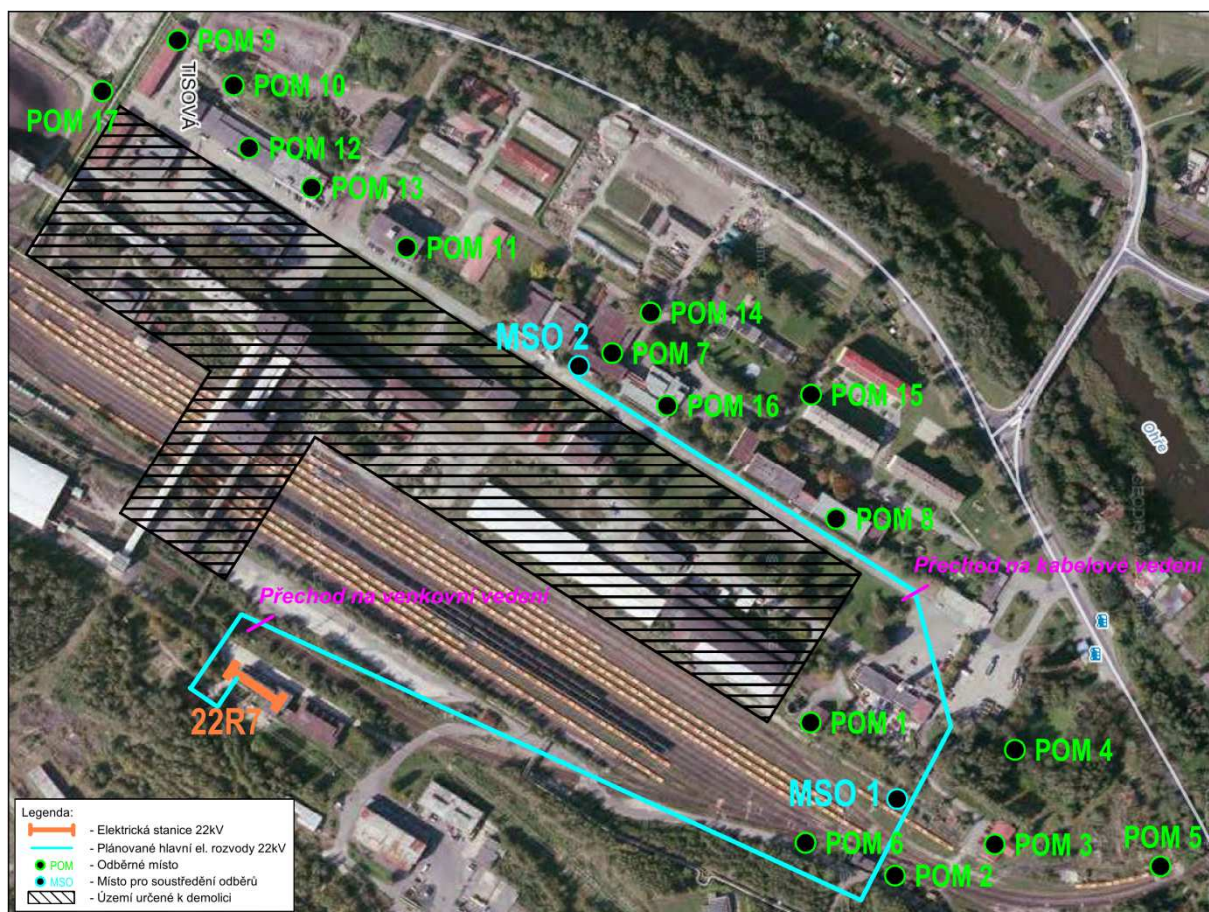 POM 9
TISOVÁ
POM 10
POM 17
POM 12
POM 13
POM 11
POM 14
MSO 2
POM 7
POM 15
POM 16
Ohře
POM 8
Přechod na kabelové vedení
Přechod na venkovní vedení
22R7
POM 1
POM 4
MSO 1
POM 6
POM 3
POM 5
POM 2
Legenda:
- Elektrická stanice 22kV
- Plánované hlavní el. rozvody 22kV
POM - Odběrné místo
MSO - Místo pro soustředění odběrů
- Území určené k demolici